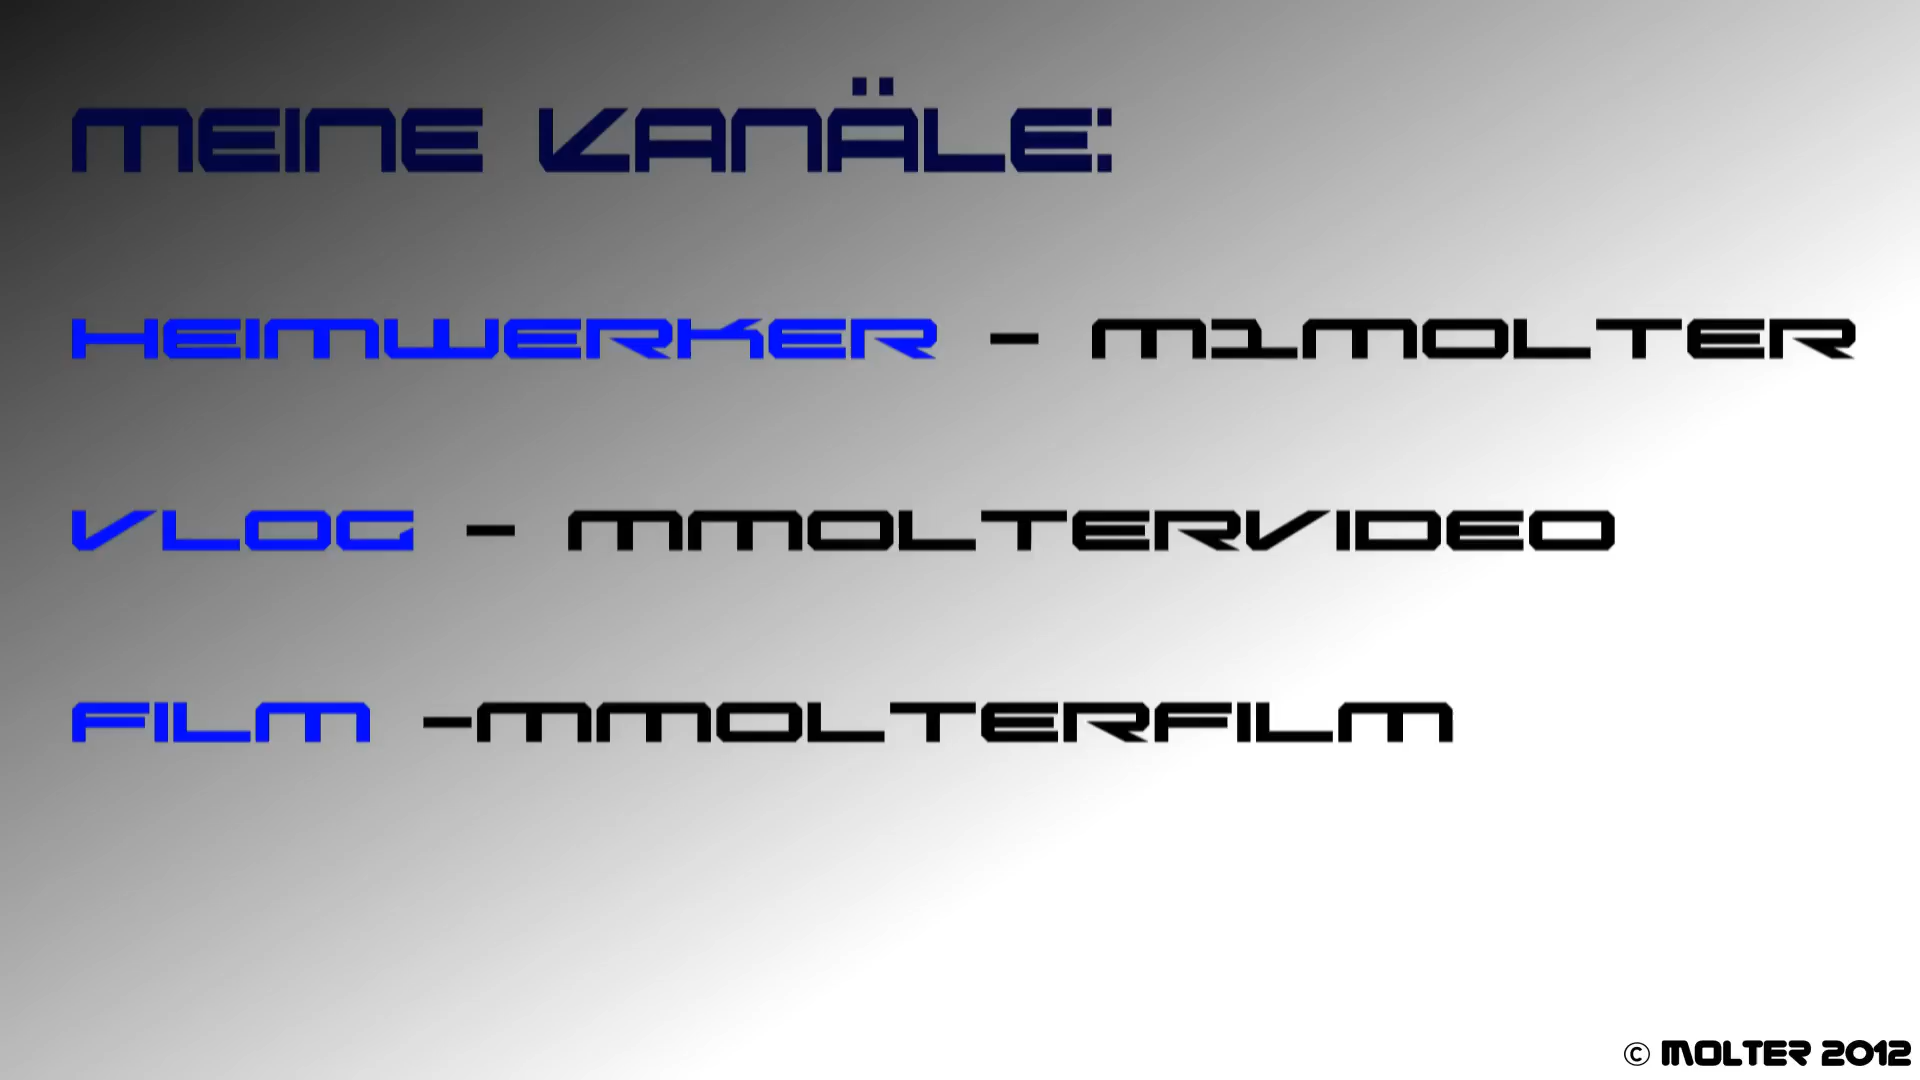 MEINE KANÄLE:
HEIMWERKER - M1MOLTER
VLOG - MMOLTERVIDEO
FILM -MMOLTERFILM
© MOLTER 2012